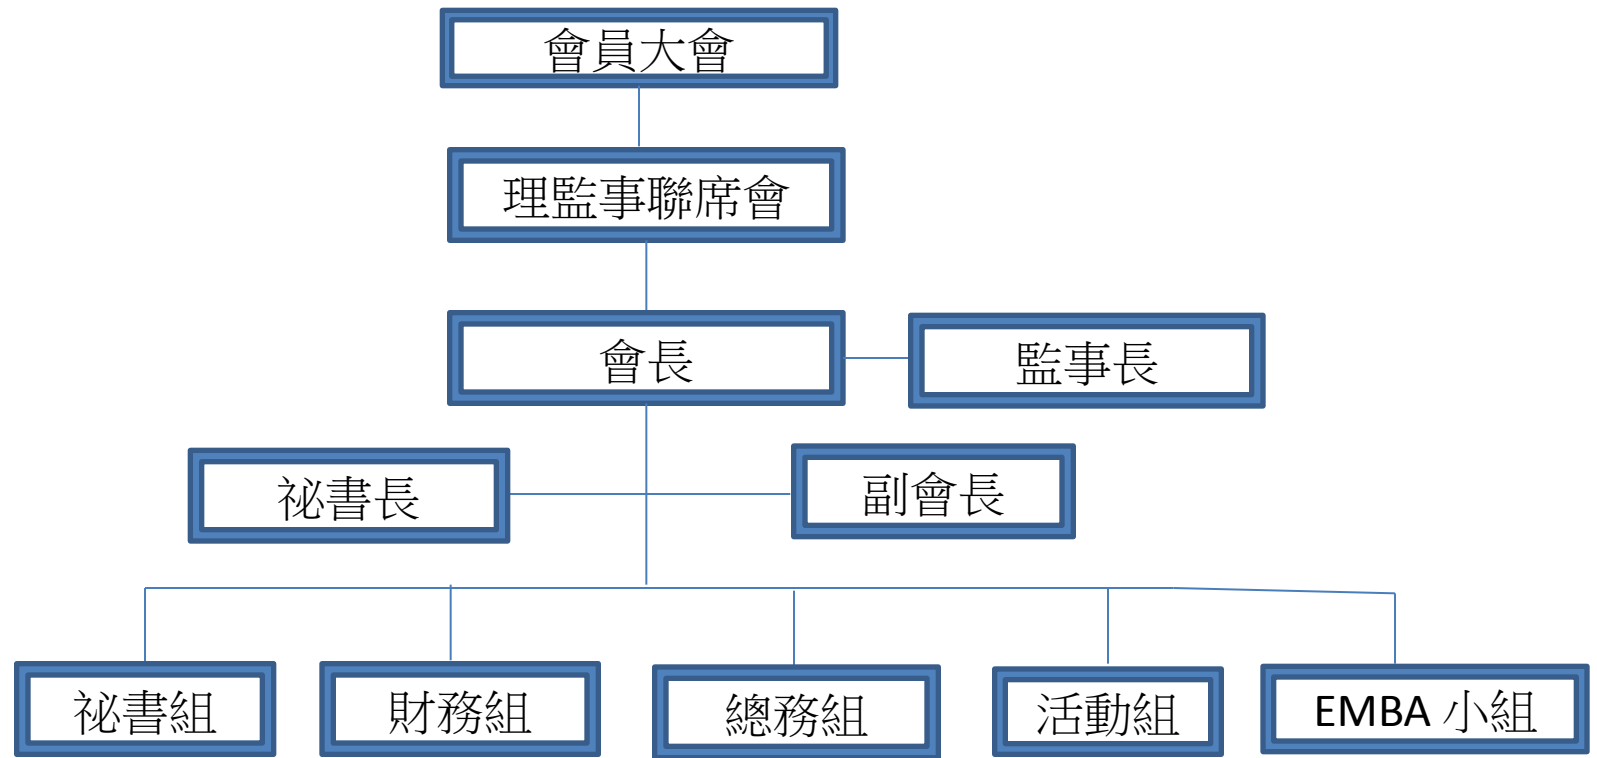 會員大會
理監事聯席會
會長
監事長
祕書長
副會長
祕書組
財務組
總務組
活動組
EMBA 小組